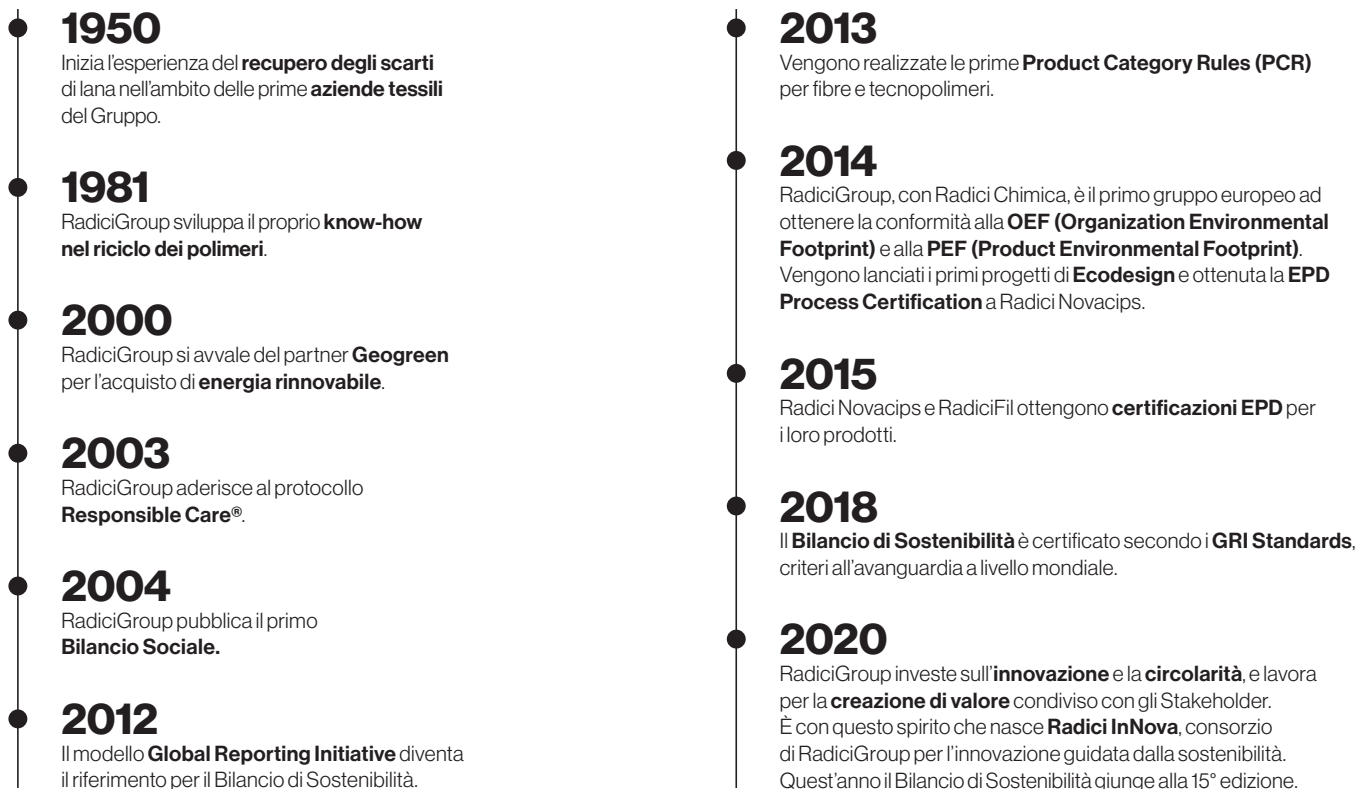 1950
Inizia l'esperienza del recupero degli scarti
di lana nell'ambito delle prime aziende tessili
del Gruppo.
1981
RadiciGroup sviluppa il proprio know-how
nel riciclo dei polimeri.
2000
RadiciGroup si avvale del partner Geogreen
per l'acquisto di energia rinnovabile.
2003
RadiciGroup aderisce al protocollo
Responsible Care®.
2004
RadiciGroup pubblica il primo
Bilancio Sociale.
2012
Il modello Global Reporting Initiative diventa
il riferimento per il Bilancio di Sostenibilità.
2013
Vengono realizzate le prime Product Category Rules (PCR)
per fibre e tecnopolimeri.
2014
RadiciGroup, con Radici Chimica, è il primo gruppo europeo ad
ottenere la conformità alla OEF (Organization Environmental
Footprint) e alla PEF (Product Environmental Footprint).
Vengono lanciati i primi progetti di Ecodesign e ottenuta la EPD
Process Certification a Radici Novacips.
2015
Radici Novacips e RadiciFil ottengono certificazioni EPD per
i loro prodotti.
2018
Il Bilancio di Sostenibilità è certificato secondo i GRI Standards,
criteri all'avanguardia a livello mondiale.
2020
RadiciGroup investe sull'innovazione e la circolarità, e lavora
per la creazione di valore condiviso con gli Stakeholder.
È con questo spirito che nasce Radici InNova, consorzio
di RadiciGroup per l'innovazione guidata dalla sostenibilità.
Quest'anno il Bilancio di Sostenibilità giunge alla 15° edizione.